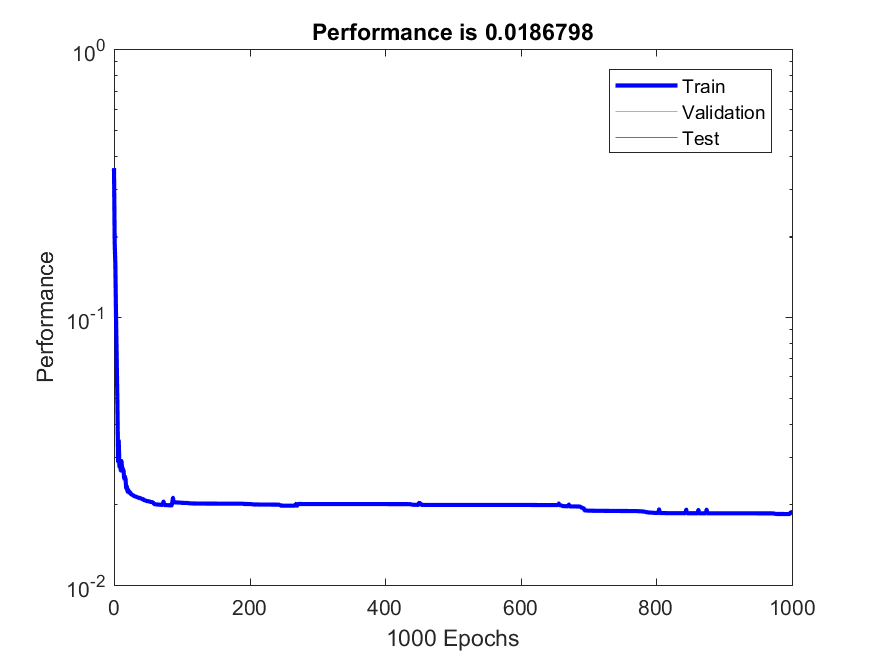 Performance is 0.0186798
10^0
Train
Validation
Test
Performance
10^-1
10^-2
0 200 400 600 800 1000
1000 Epochs